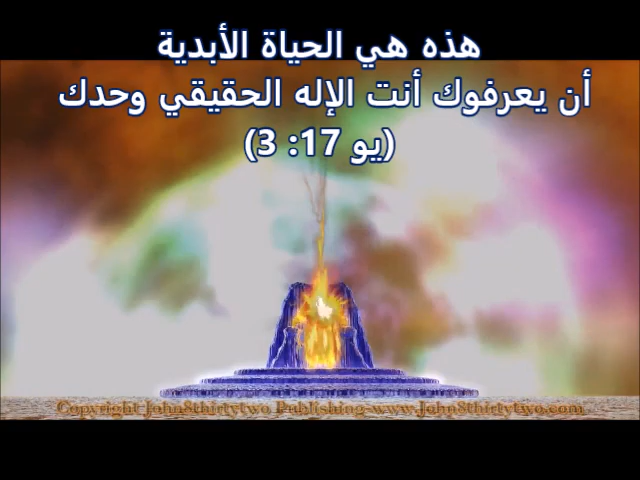 هذه هي الحياة الأبدية
أن يعرفوك أنت الإله الحقيقي وحدك
(يو 17: 3)
Copyright John8thirtytwo Publishing-www.John8thirtytwo.com